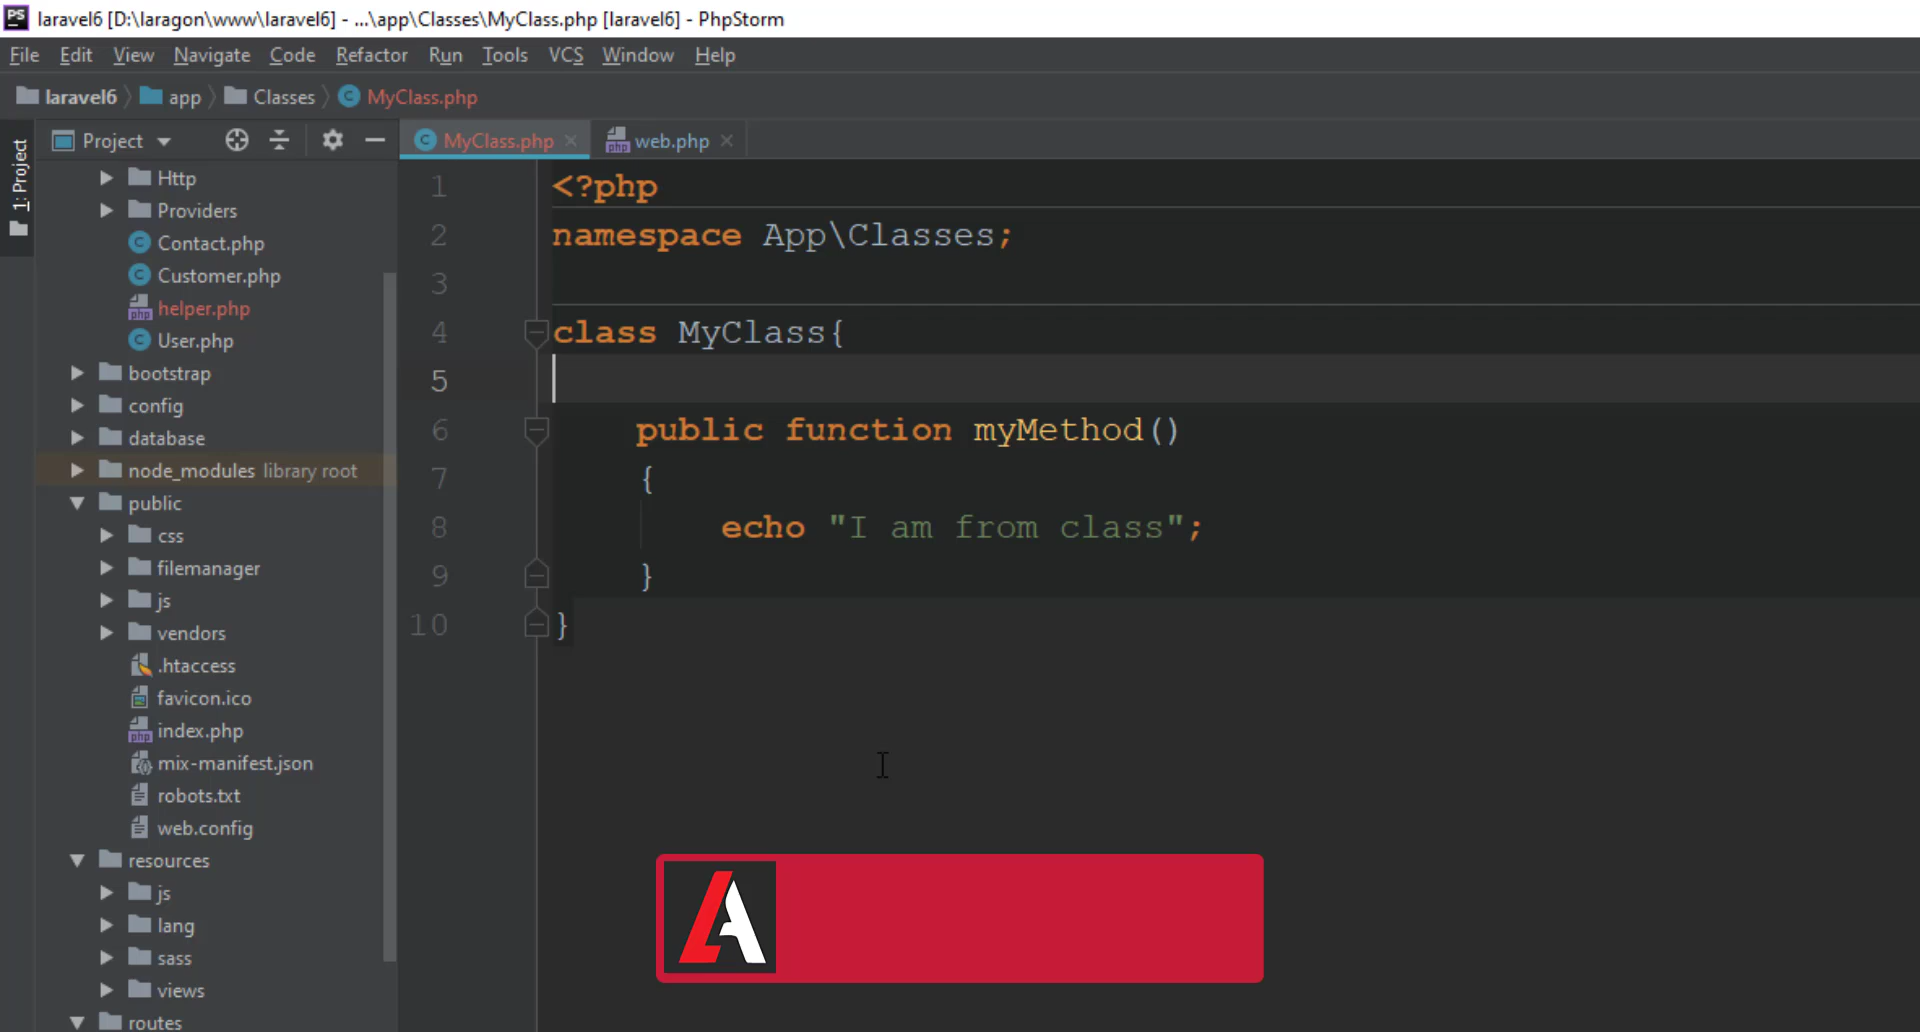 laravel6 [D:\laragon\www\laravel6] - ...\app\Classes\MyClass.php [laravel6] - PhpStorm
File Edit View Navigate Code Refactor Run Tools VCS Window Help
laravel6 app Classes MyClass.php
1: Project
Project
MyClass.php web.php
Http
Providers
Contact.php
Customer.php
helper.php
User.php
bootstrap
config
database
node_modules library root
public
css
filemanager
js
vendors
.htaccess
favicon.ico
index.php
mix-manifest.json
robots.txt
web.config
resources
js
lang
sass
views
routes
1 <?php
2 namespace App\Classes;
3
4 class MyClass{
5
6 public function myMethod()
7 {
8 echo "I am from class";
9 }
10 }